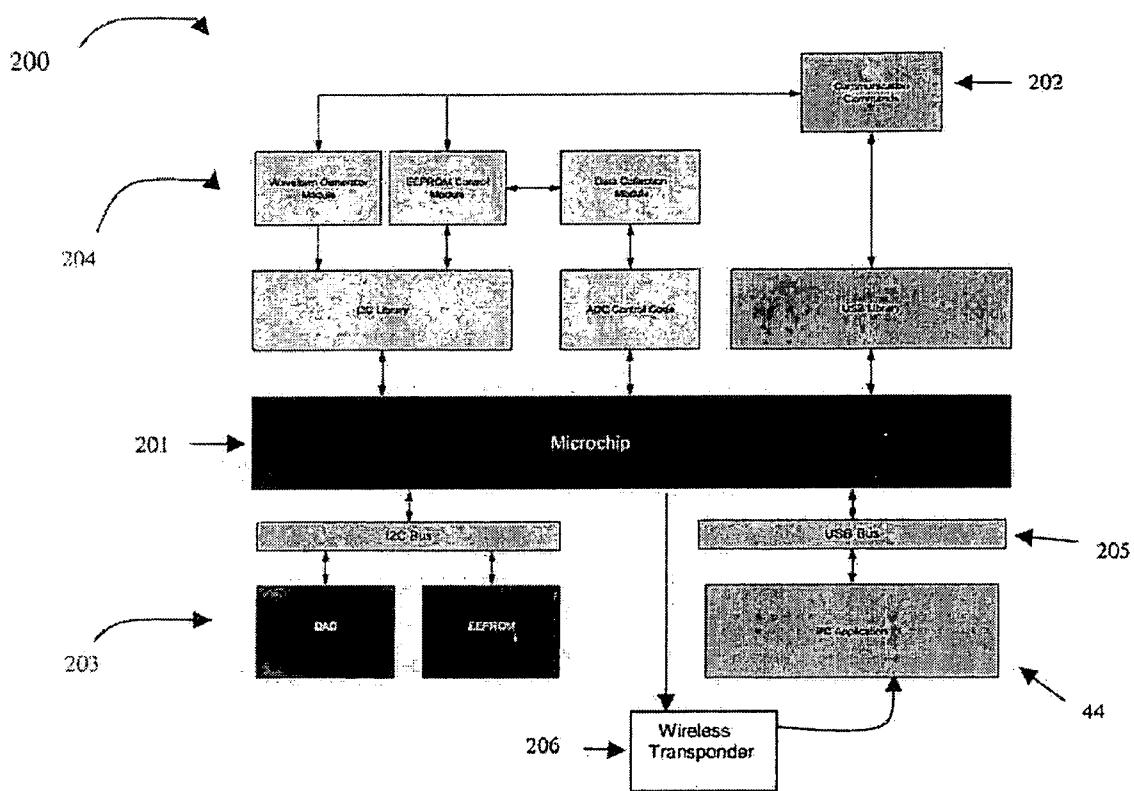 200
202
Communication
Commands
204
Waveform Generator
Module
EEPROM Control
Module
Data Collection
Module
I2C Library
ADC Control Code
USB Library
201
Microchip
I2C Bus
USB Bus
205
203
DAC
EEPROM
PC Application
44
206
Wireless
Transponder